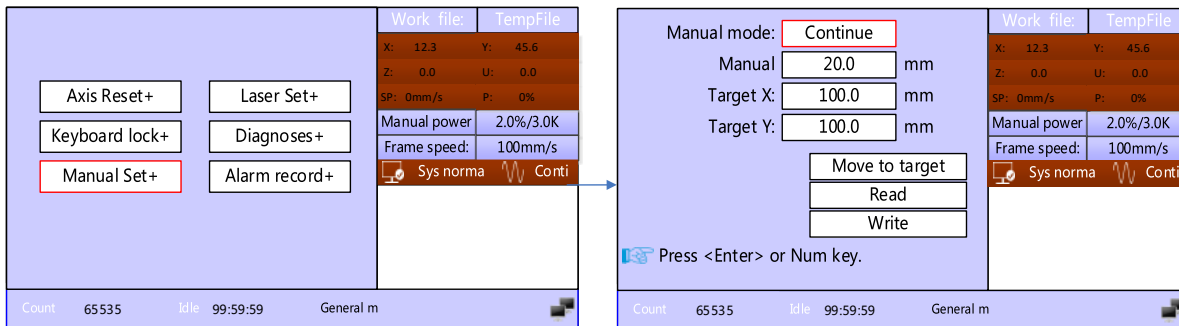 Work file: TempFile
X: 12.3 Y: 45.6
Z: 0.0 U: 0.0
SP: 0mm/s P: 0%
Manual power 2.0%/3.0K
Frame speed: 100mm/s
Sys norma Conti
Axis Reset+ Laser Set+
Keyboard lock+ Diagnoses+
Manual Set+ Alarm record+
Count 65535 Idle 99:59:59 General m
Manual mode: Continue
Manual 20.0 mm
Target X: 100.0 mm
Target Y: 100.0 mm
Move to target
Read
Write
Press <Enter> or Num key.
Work file: TempFile
X: 12.3 Y: 45.6
Z: 0.0 U: 0.0
SP: 0mm/s P: 0%
Manual power 2.0%/3.0K
Frame speed: 100mm/s
Sys norma Conti
Count 65535 Idle 99:59:59 General m